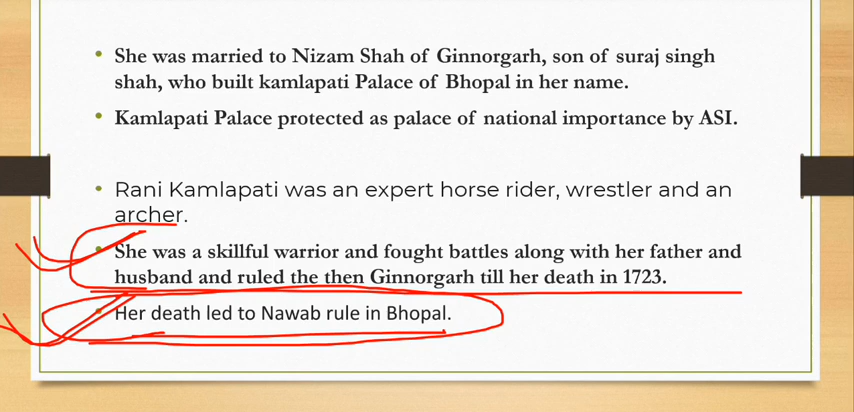 • She was married to Nizam Shah of Ginnorgarh, son of suraj singh
shah, who built kamlapati Palace of Bhopal in her name.
• Kamlapati Palace protected as palace of national importance by ASI.
• Rani Kamlapati was an expert horse rider, wrestler and an
archer.
• She was a skillful warrior and fought battles along with her father and
husband and ruled the then Ginnorgarh till her death in 1723.
• Her death led to Nawab rule in Bhopal.